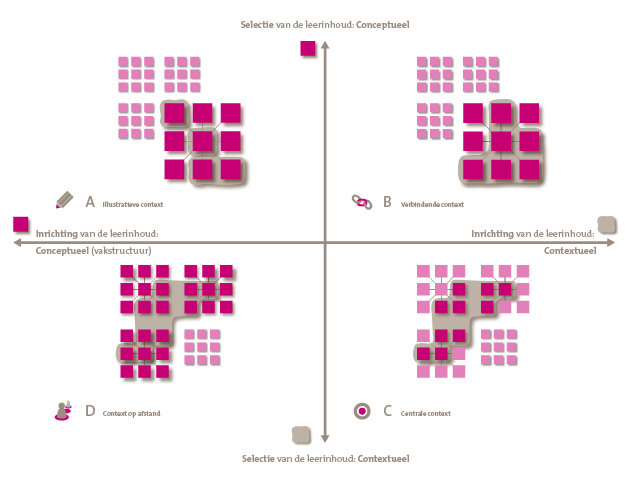 Selectie van de leerinhoud: Conceptueel
A Illustratieve context
B Verbindende context
Inrichting van de leerinhoud:
Conceptueel (vakstructuur)
Inrichting van de leerinhoud:
Contextueel
D Context op afstand
C Centrale context
Selectie van de leerinhoud: Contextueel